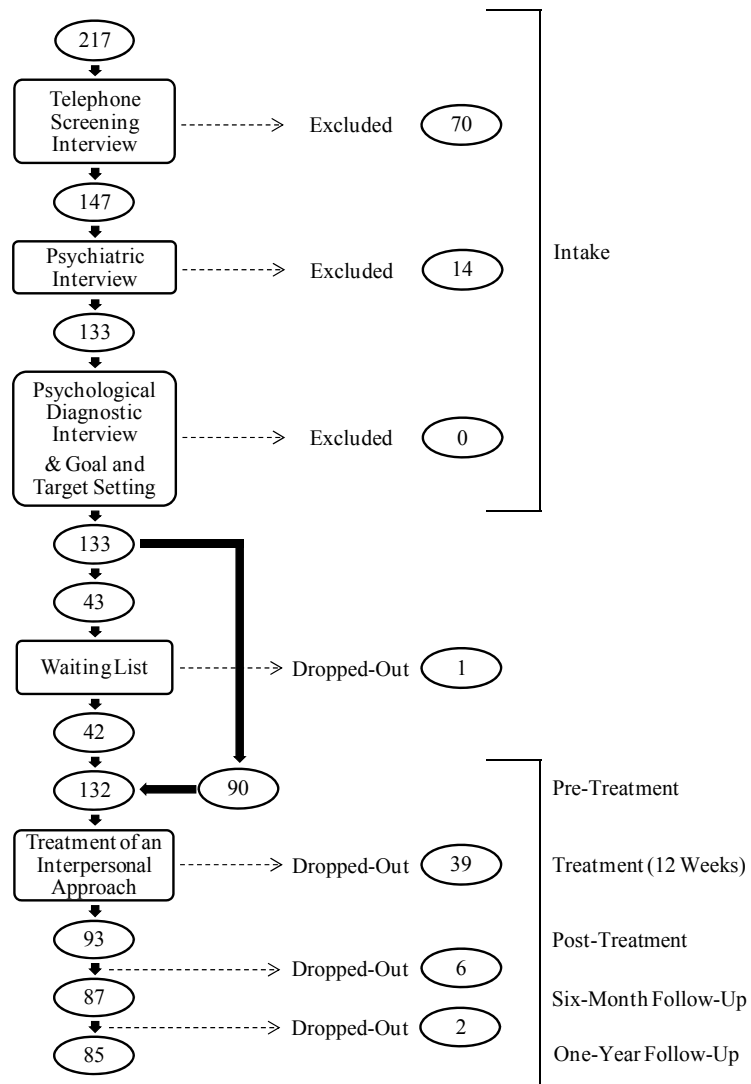 217
Telephone
Screening
Interview
Excluded
70
147
Psychiatric
Interview
Excluded
14
Intake
133
Psychological
Diagnostic
Interview
& Goal and
Target Setting
Excluded
0
133
43
Waiting List
Dropped-Out
1
42
132
90
Pre-Treatment
Treatment of an
Interpersonal
Approach
Dropped-Out
39
Treatment (12 Weeks)
93
Post-Treatment
Dropped-Out
6
87
Six-Month Follow-Up
Dropped-Out
2
85
One-Year Follow-Up